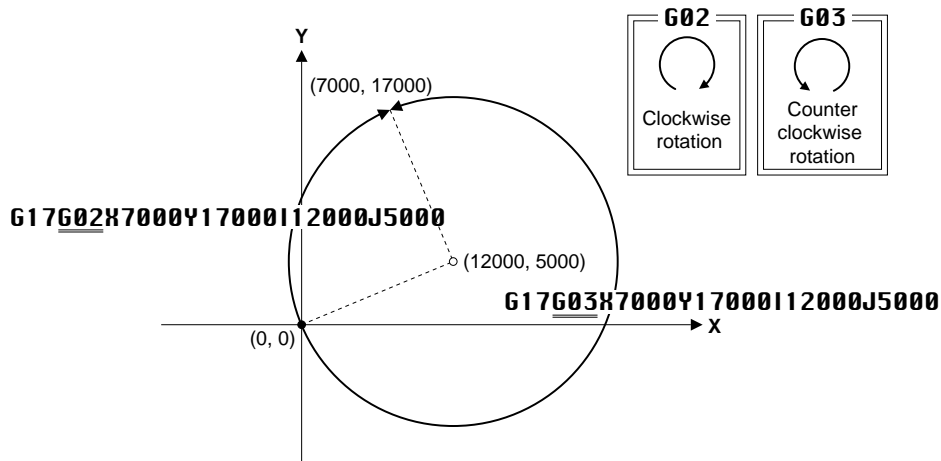 G02
Clockwise
rotation
G03
Counter
clockwise
rotation
Y
(7000, 17000)
G17G02X7000Y17000I12000J5000
(12000, 5000)
G17G03X7000Y17000I12000J5000
X
(0, 0)